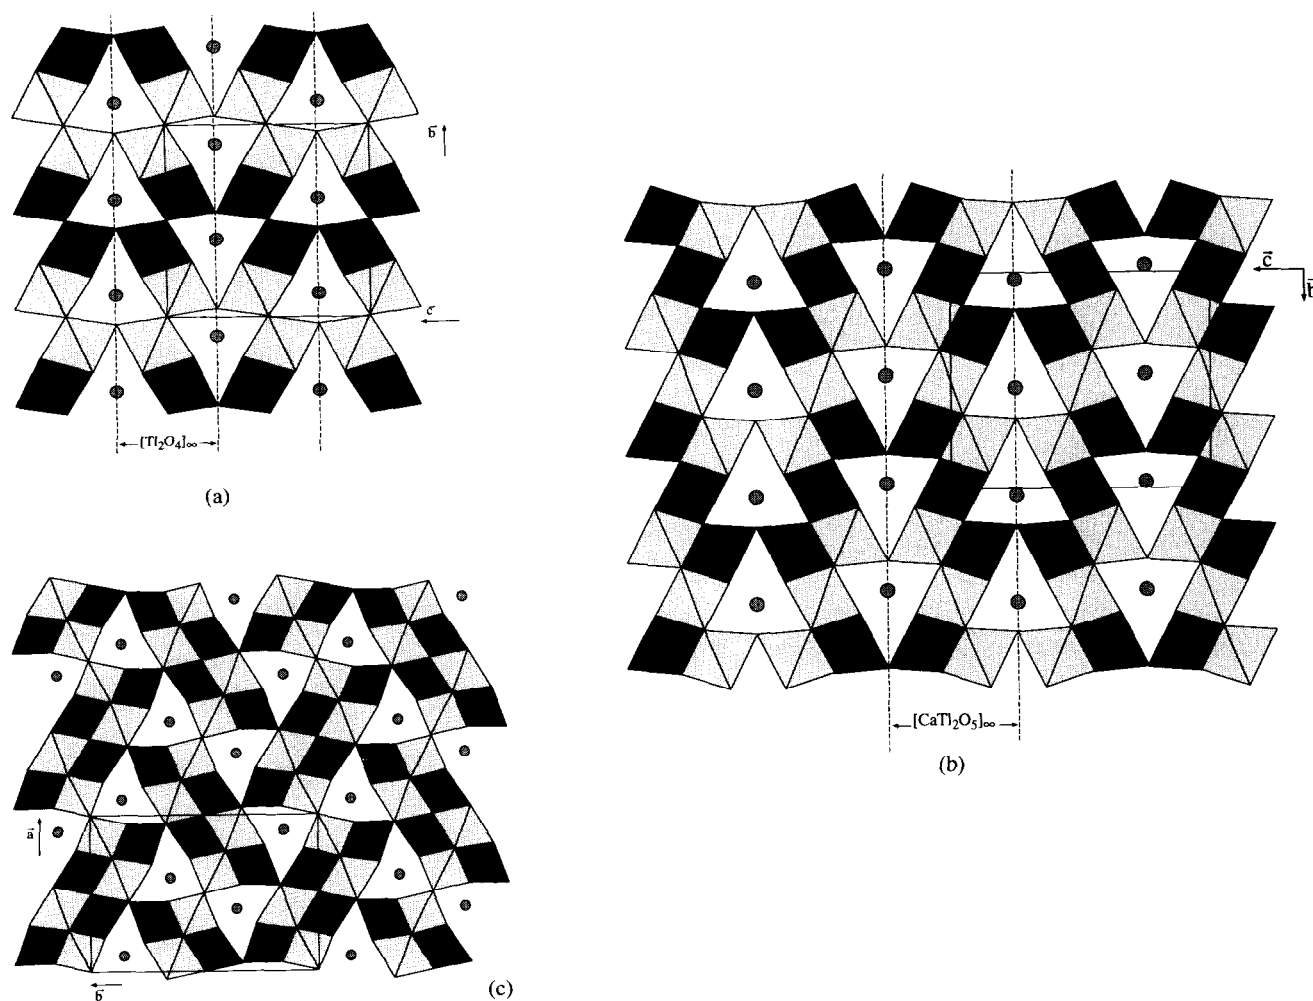 b⃗
c⃗
[Tl₂O₄]∞
(a)
c⃗
b⃗
[CaTl₂O₅]∞
(b)
a⃗
b⃗
(c)